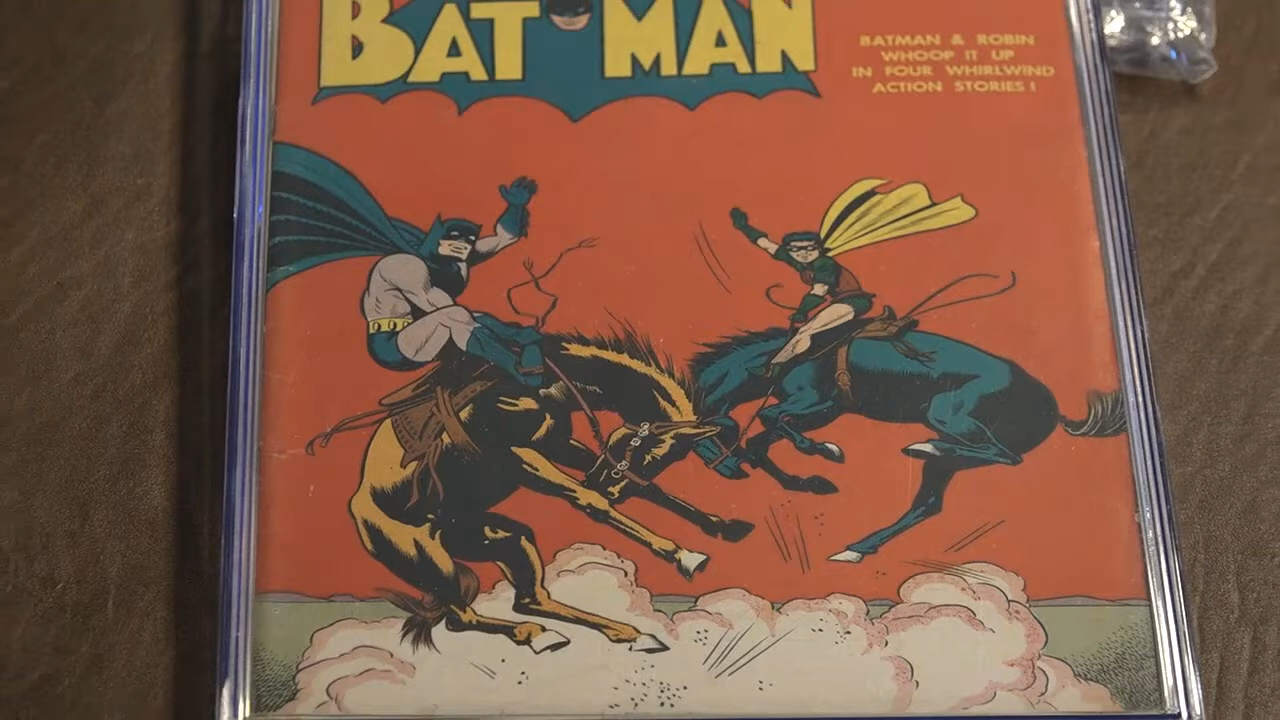 BATMAN
BATMAN & ROBIN
WHOOP IT UP
IN FOUR WHIRLWIND
ACTION STORIES!